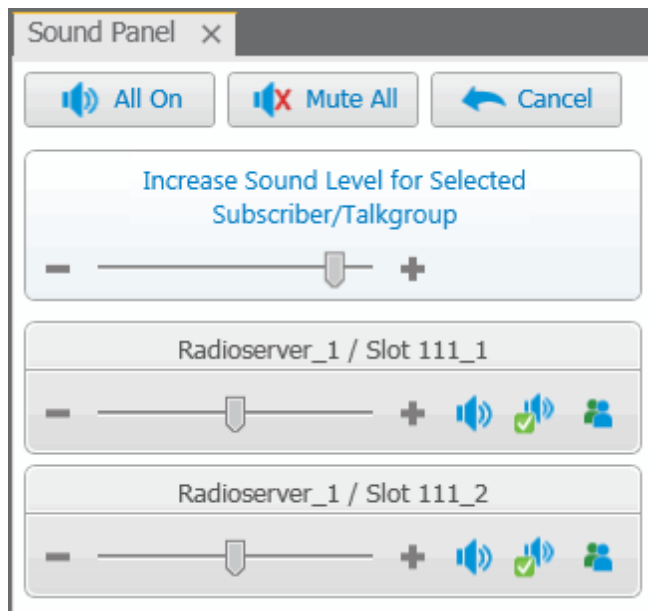 Sound Panel
All On
Mute All
Cancel
Increase Sound Level for Selected
Subscriber/Talkgroup
Radioserver_1 / Slot 111_1
Radioserver_1 / Slot 111_2